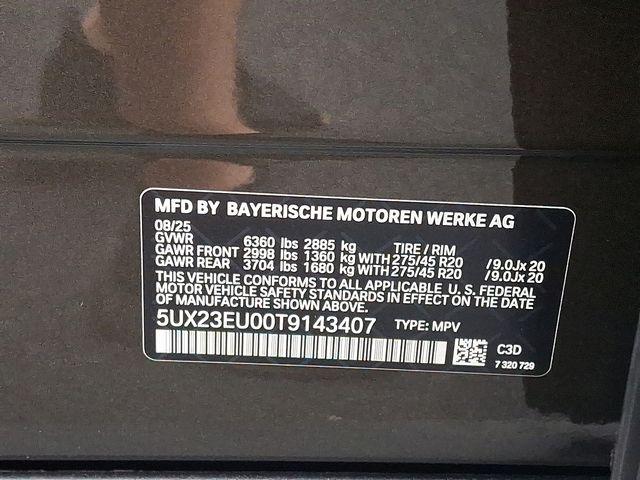 MFD BY BAYERISCHE MOTOREN WERKE AG
08/25
GVWR 6360 lbs 2885 kg TIRE / RIM
GAWR FRONT 2998 lbs 1360 kg WITH 275/45 R20 /9.0Jx 20
GAWR REAR 3704 lbs 1680 kg WITH 275/45 R20 /9.0Jx 20
THIS VEHICLE CONFORMS TO ALL APPLICABLE U. S. FEDERAL
MOTOR VEHICLE SAFETY STANDARDS IN EFFECT ON THE DATE
OF MANUFACTURE SHOWN ABOVE.
5UX23EU00T9143407 TYPE: MPV
C3D
7 320 729